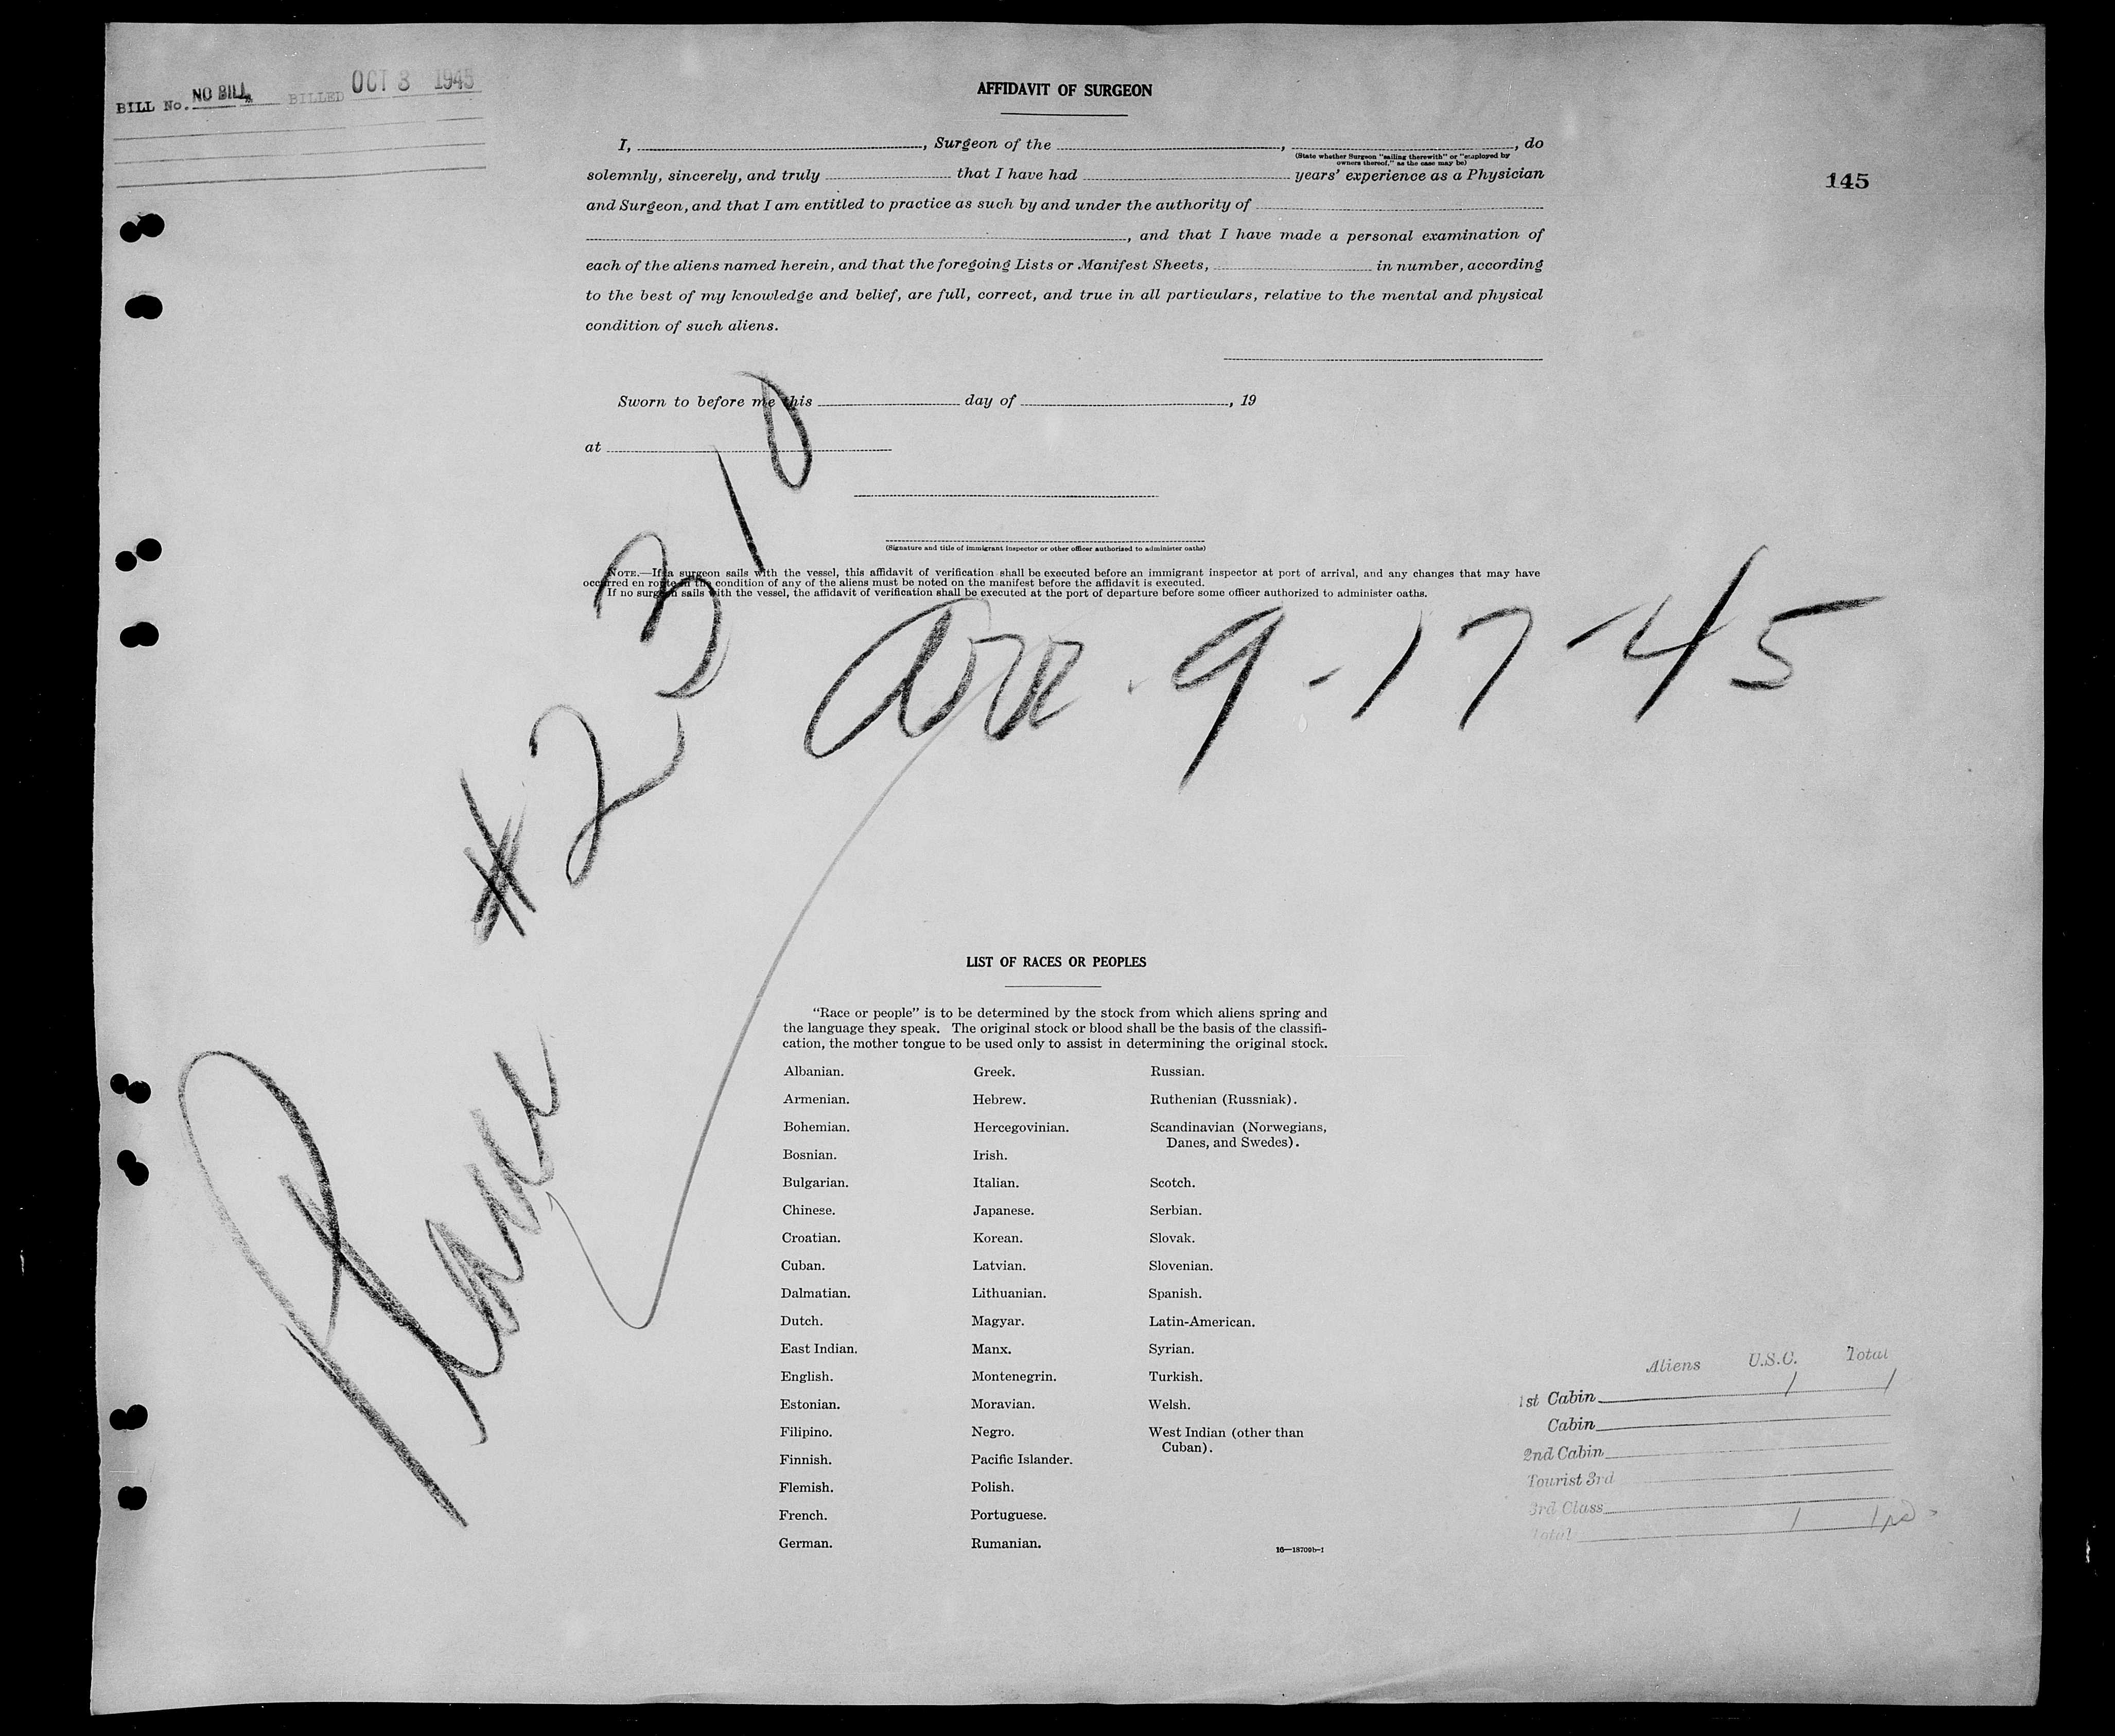 BILL No. NO BILL BILLED OCT 3 1945
AFFIDAVIT OF SURGEON
I, , Surgeon of the , , do
(State whether Surgeon "sailing therewith" or "employed by
owners thereof," as the case may be)
solemnly, sincerely, and truly that I have had years' experience as a Physician
145
and Surgeon, and that I am entitled to practice as such by and under the authority of
, and that I have made a personal examination of
each of the aliens named herein, and that the foregoing Lists or Manifest Sheets, in number, according
to the best of my knowledge and belief, are full, correct, and true in all particulars, relative to the mental and physical
condition of such aliens.
Sworn to before me this day of , 19
at
(Signature and title of immigrant inspector or other officer authorized to administer oaths)
NOTE.—If a surgeon sails with the vessel, this affidavit of verification shall be executed before an immigrant inspector at port of arrival, and any changes that may have
occurred en route in the condition of any of the aliens must be noted on the manifest before the affidavit is executed.
If no surgeon sails with the vessel, the affidavit of verification shall be executed at the port of departure before some officer authorized to administer oaths.
Plane #2310
Arr. 9-17-45
LIST OF RACES OR PEOPLES
"Race or people" is to be determined by the stock from which aliens spring and
the language they speak. The original stock or blood shall be the basis of the classifi-
cation, the mother tongue to be used only to assist in determining the original stock.
Albanian.
Armenian.
Bohemian.
Bosnian.
Bulgarian.
Chinese.
Croatian.
Cuban.
Dalmatian.
Dutch.
East Indian.
English.
Estonian.
Filipino.
Finnish.
Flemish.
French.
German.
Greek.
Hebrew.
Hercegovinian.
Irish.
Italian.
Japanese.
Korean.
Latvian.
Lithuanian.
Magyar.
Manx.
Montenegrin.
Moravian.
Negro.
Pacific Islander.
Polish.
Portuguese.
Rumanian.
Russian.
Ruthenian (Russniak).
Scandinavian (Norwegians,
Danes, and Swedes).
Scotch.
Serbian.
Slovak.
Slovenian.
Spanish.
Latin-American.
Syrian.
Turkish.
Welsh.
West Indian (other than
Cuban).
16—18709b-1
Aliens U.S.C. Total
1st Cabin 1 1
Cabin
2nd Cabin
Tourist 3rd
3rd Class
Total 1 1